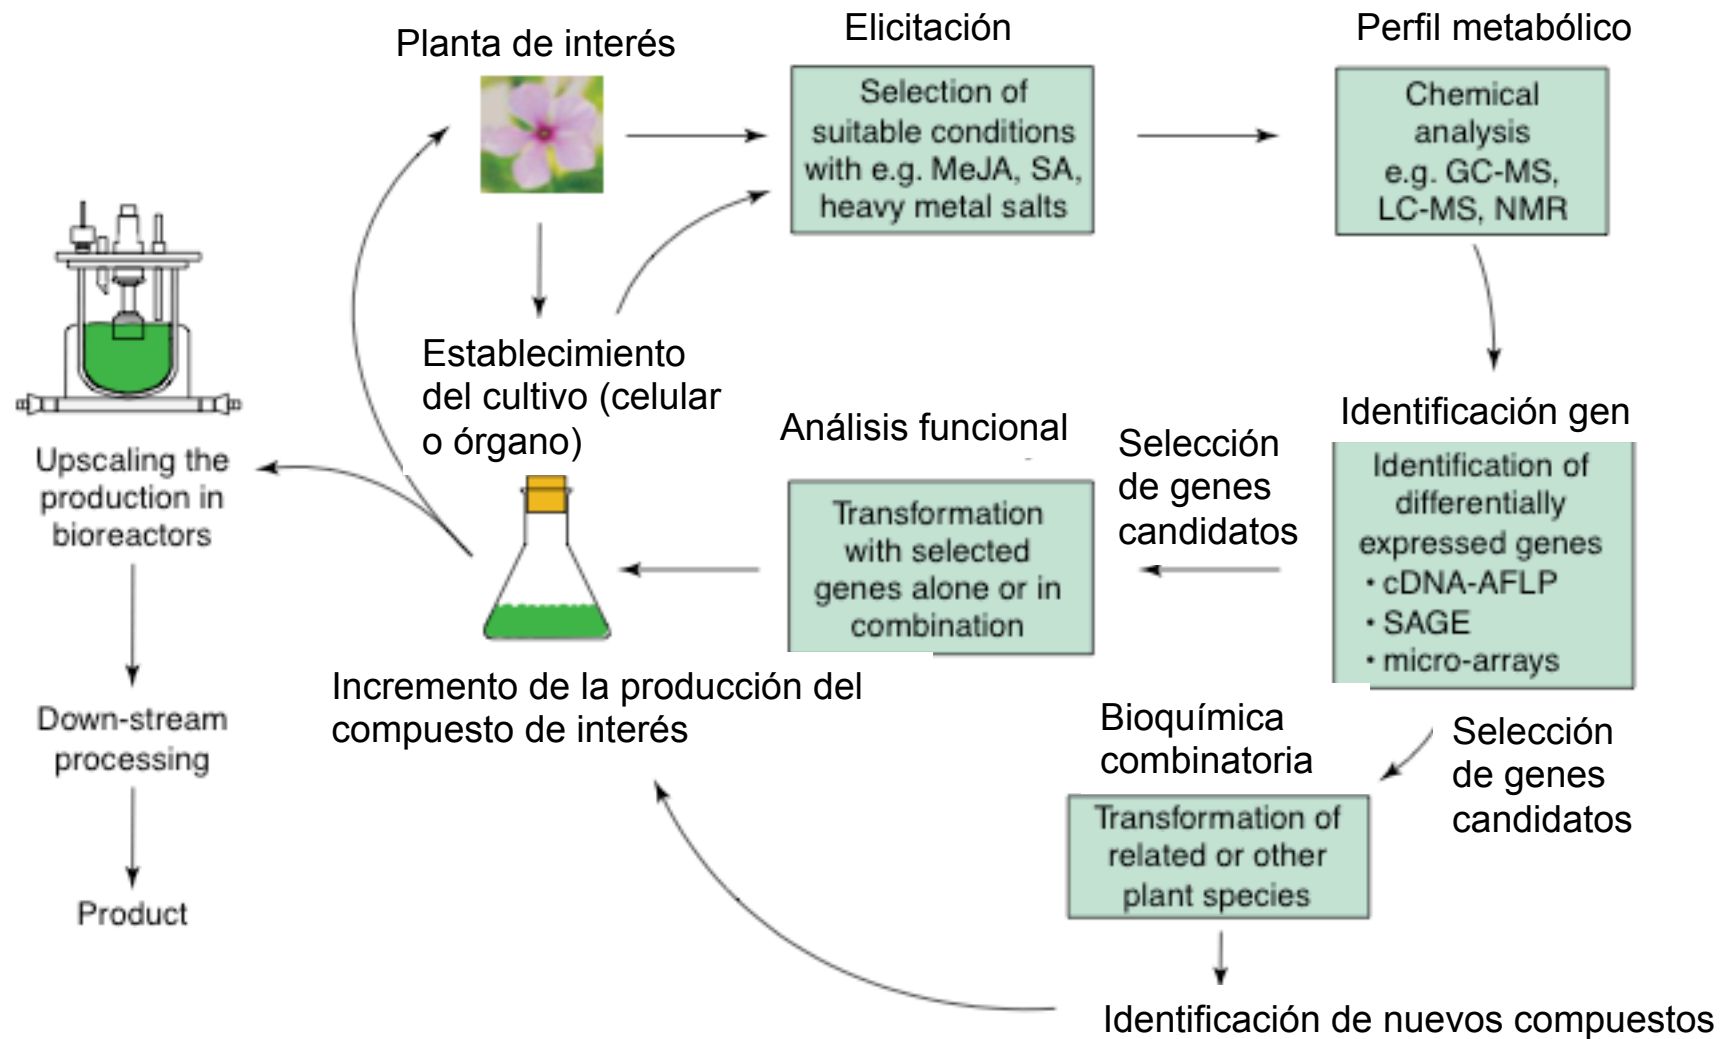 Planta de interés
Elicitación
Selection of
suitable conditions
with e.g. MeJA, SA,
heavy metal salts
Perfil metabólico
Chemical
analysis
e.g. GC-MS,
LC-MS, NMR
Establecimiento
del cultivo (celular
o órgano)
Análisis funcional
Transformation
with selected
genes alone or in
combination
Selección
de genes
candidatos
Identificación gen
Identification of
differentially
expressed genes
• cDNA-AFLP
• SAGE
• micro-arrays
Upscaling the
production in
bioreactors
Down-stream
processing
Product
Incremento de la producción del
compuesto de interés
Bioquímica
combinatoria
Transformation of
related or other
plant species
Selección
de genes
candidatos
Identificación de nuevos compuestos